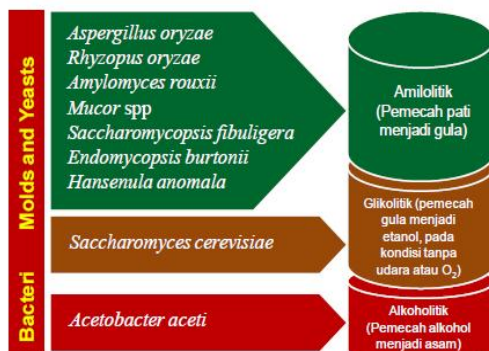 Molds and Yeasts
Bacteri
Aspergillus oryzae
Rhyzopus oryzae
Amylomyces rouxii
Mucor spp
Saccharomycopsis fibuligera
Endomycopsis burtonii
Hansenula anomala
Amilolitik
(Pemecah pati
menjadi gula)
Saccharomyces cerevisiae
Glikolitik (pemecah
gula menjadi
etanol, pada
kondisi tanpa
udara atau O₂)
Acetobacter aceti
Alkoholitik
(Pemecah alkohol
menjadi asam)